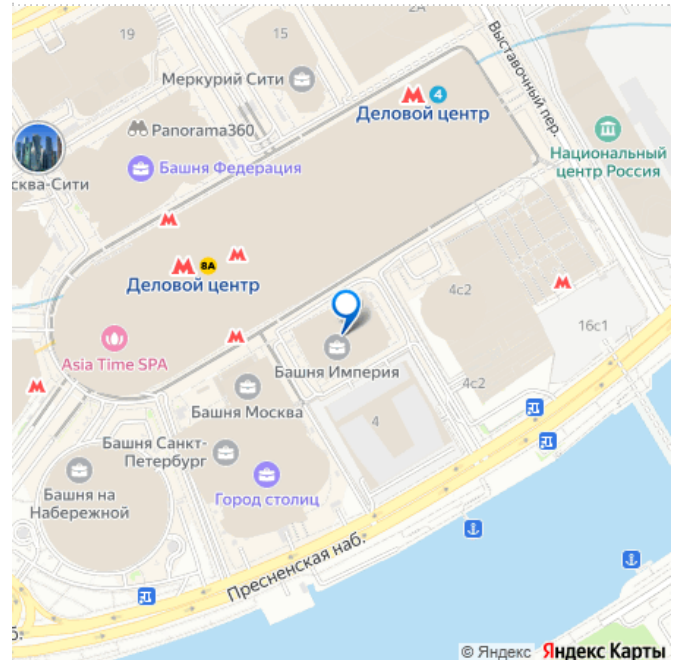 2А
19
15
Меркурий Сити
Выставочный пер.
4
Деловой центр
Panorama360
Национальный
центр Россия
сква-Сити
Башня Федерация
8А
Деловой центр
4с2
16с1
Asia Time SPA
Башня Империя
4с2
Башня Москва
4
Башня Санкт-
Петербург
Башня на
Набережной
Город столиц
Пресненская наб.
б.
© Яндекс Яндекс Карты